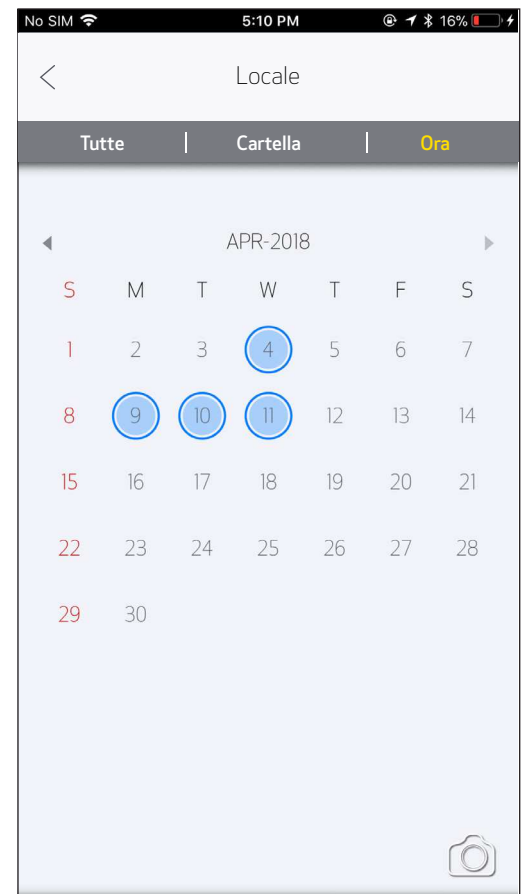 No SIM 5:10 PM 16%
Locale
Tutte Cartella Ora
APR-2018
S M T W T F S
1 2 3 4 5 6 7
8 9 10 11 12 13 14
15 16 17 18 19 20 21
22 23 24 25 26 27 28
29 30